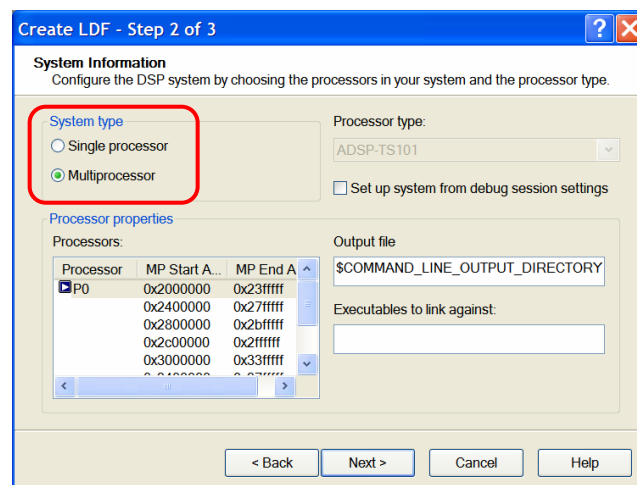 Create LDF - Step 2 of 3
System Information
Configure the DSP system by choosing the processors in your system and the processor type.
System type
Single processor
Multiprocessor
Processor type:
ADSP-TS101
Set up system from debug session settings
Processor properties
Processors:
Processor MP Start A... MP End A
P0 0x2000000 0x23fffff
0x2400000 0x27fffff
0x2800000 0x2bfffff
0x2c00000 0x2ffffff
0x3000000 0x33fffff
Output file
$COMMAND_LINE_OUTPUT_DIRECTORY
Executables to link against:
< Back
Next >
Cancel
Help